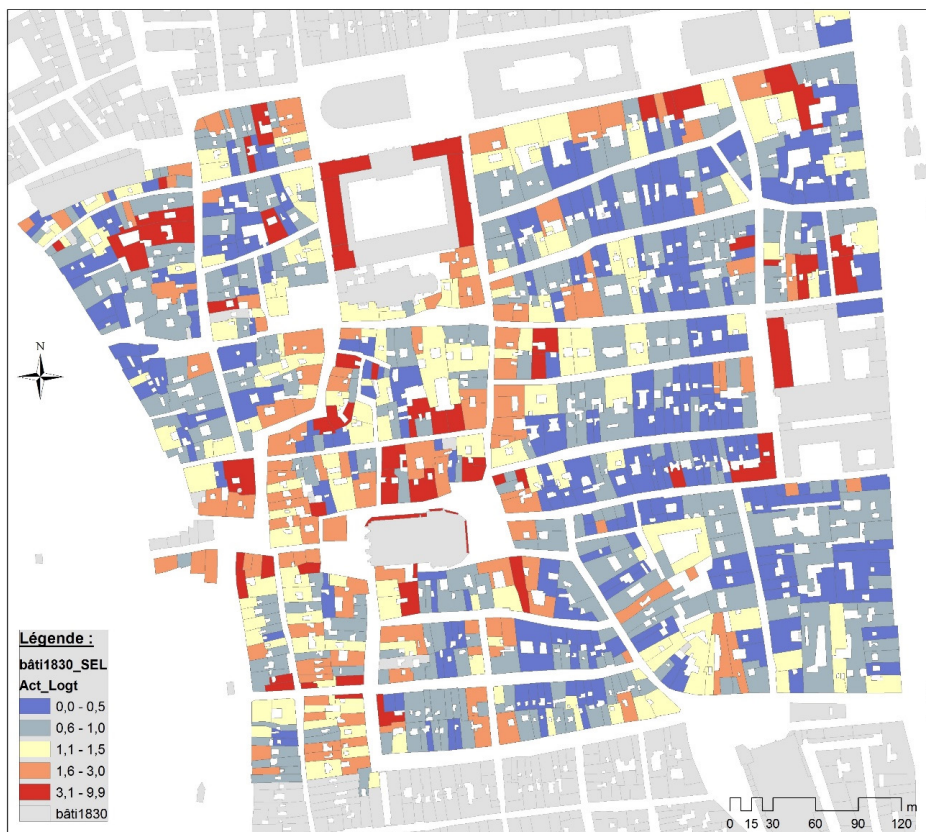 N
Légende :
bâti1830_SEL
Act_Logt
0,0 - 0,5
0,6 - 1,0
1,1 - 1,5
1,6 - 3,0
3,1 - 9,9
bâti1830
m
0 15 30 60 90 120